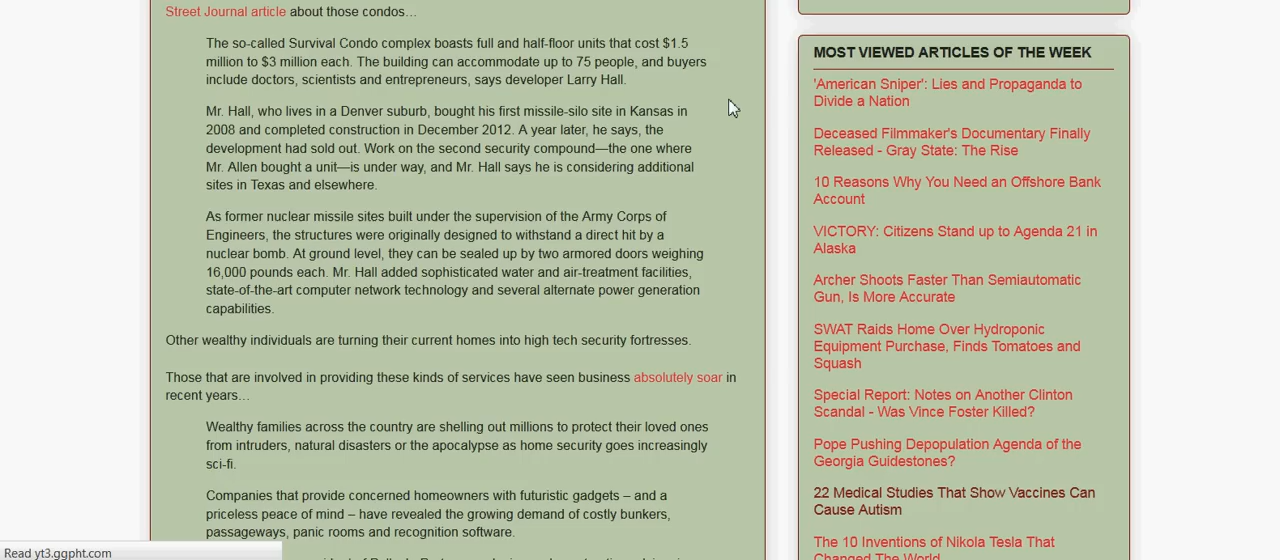 Street Journal article about those condos…
The so-called Survival Condo complex boasts full and half-floor units that cost $1.5
million to $3 million each. The building can accommodate up to 75 people, and buyers
include doctors, scientists and entrepreneurs, says developer Larry Hall.
Mr. Hall, who lives in a Denver suburb, bought his first missile-silo site in Kansas in
2008 and completed construction in December 2012. A year later, he says, the
development had sold out. Work on the second security compound—the one where
Mr. Allen bought a unit—is under way, and Mr. Hall says he is considering additional
sites in Texas and elsewhere.
As former nuclear missile sites built under the supervision of the Army Corps of
Engineers, the structures were originally designed to withstand a direct hit by a
nuclear bomb. At ground level, they can be sealed up by two armored doors weighing
16,000 pounds each. Mr. Hall added sophisticated water and air-treatment facilities,
state-of-the-art computer network technology and several alternate power generation
capabilities.
Other wealthy individuals are turning their current homes into high tech security fortresses.
Those that are involved in providing these kinds of services have seen business absolutely soar in
recent years…
Wealthy families across the country are shelling out millions to protect their loved ones
from intruders, natural disasters or the apocalypse as home security goes increasingly
sci-fi.
Companies that provide concerned homeowners with futuristic gadgets – and a
priceless peace of mind – have revealed the growing demand of costly bunkers,
passageways, panic rooms and recognition software.
MOST VIEWED ARTICLES OF THE WEEK
'American Sniper': Lies and Propaganda to
Divide a Nation
Deceased Filmmaker's Documentary Finally
Released - Gray State: The Rise
10 Reasons Why You Need an Offshore Bank
Account
VICTORY: Citizens Stand up to Agenda 21 in
Alaska
Archer Shoots Faster Than Semiautomatic
Gun, Is More Accurate
SWAT Raids Home Over Hydroponic
Equipment Purchase, Finds Tomatoes and
Squash
Special Report: Notes on Another Clinton
Scandal - Was Vince Foster Killed?
Pope Pushing Depopulation Agenda of the
Georgia Guidestones?
22 Medical Studies That Show Vaccines Can
Cause Autism
The 10 Inventions of Nikola Tesla That
Changed The World
Read yt3.ggpht.com